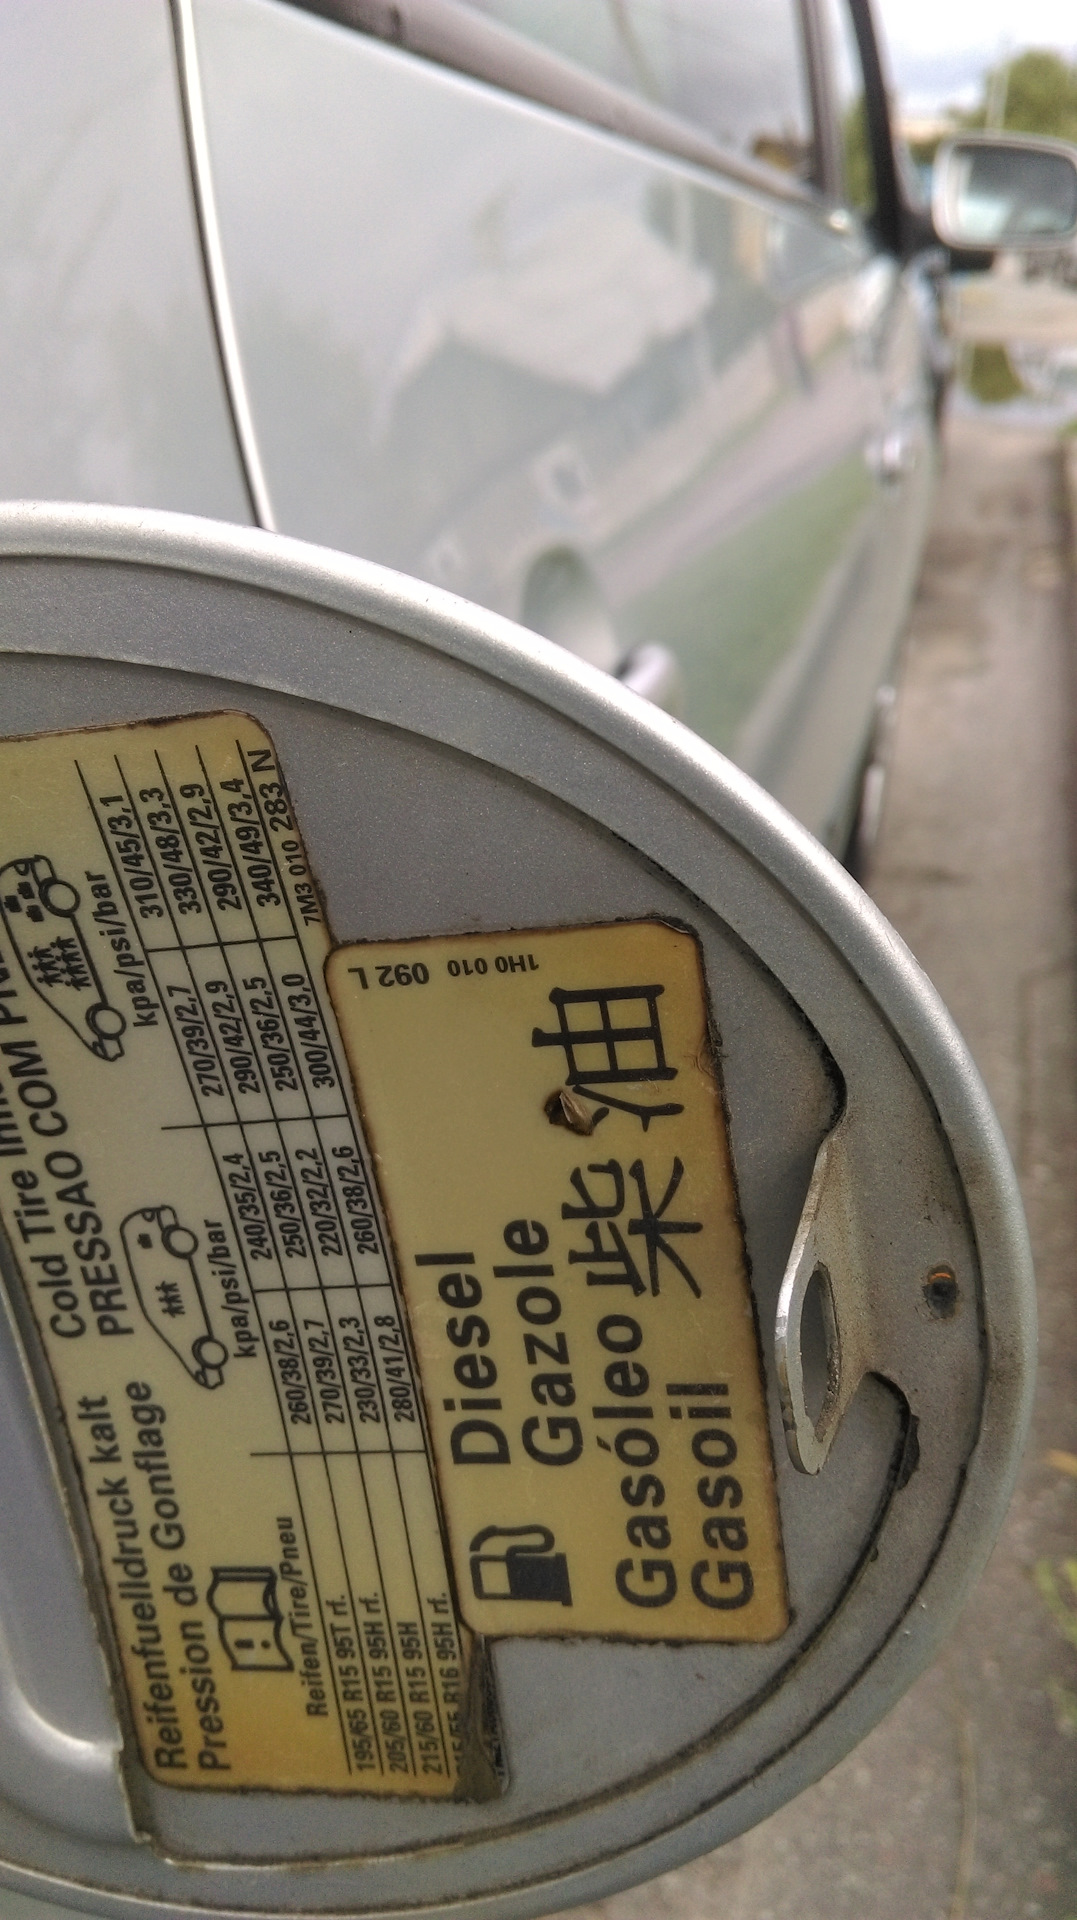 Reifenfuelldruck kalt Cold Tire
Pression de Gonflage PRESSAO COM
kpa/psi/bar kpa/psi/bar
Reifen/Tire/Pneu
195/65 R15 95T rf. 260/38/2,6 240/35/2,4 270/39/2,7 310/45/3,1
205/60 R15 95H rf. 270/39/2,7 250/36/2,5 290/42/2,9 330/48/3,3
215/60 R15 95H 230/33/2,3 220/32/2,2 250/36/2,5 290/42/2,9
R16 95H rf. 280/41/2,8 260/38/2,6 300/44/3,0 340/49/3,4
7M3 010 283 N
Diesel
Gazole
Gasóleo 柴油
Gasoil
1H0 010 092 L